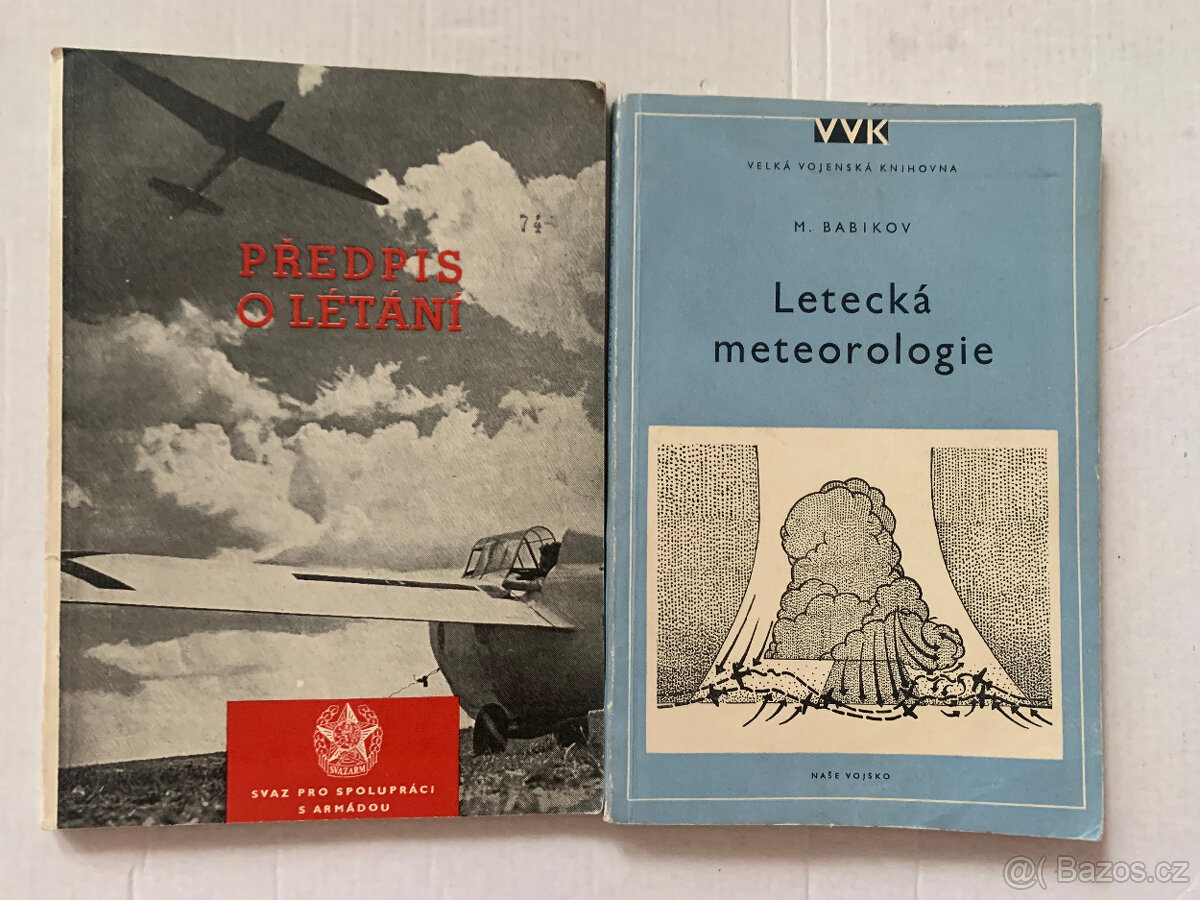 74
PŘEDPIS
O LÉTÁNÍ
SVAZARM
SVAZ PRO SPOLUPRÁCI
S ARMÁDOU
VVK
VELKÁ VOJENSKÁ KNIHOVNA
M. BABIKOV
Letecká
meteorologie
NAŠE VOJSKO
Bazos.cz